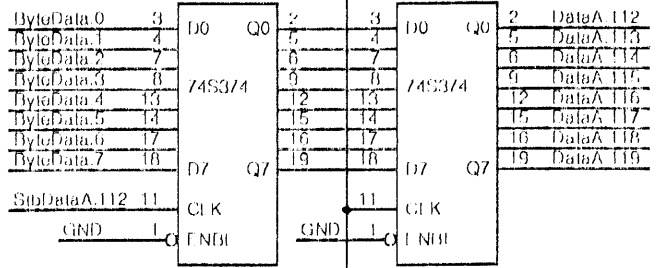 ByteData.0 3 D0 Q0 2 3 D0 Q0 2 DataA.112
ByteData.1 4 5 4 5 DataA.113
ByteData.2 7 6 7 6 DataA.114
ByteData.3 8 74S374 9 8 74S374 9 DataA.115
ByteData.4 13 12 13 12 DataA.116
ByteData.5 14 15 14 15 DataA.117
ByteData.6 17 16 17 16 DataA.118
ByteData.7 18 D7 Q7 19 18 D7 Q7 19 DataA.119
StbDataA.112 11 CLK 11 CLK
GND 1 ENBL GND 1 ENBL